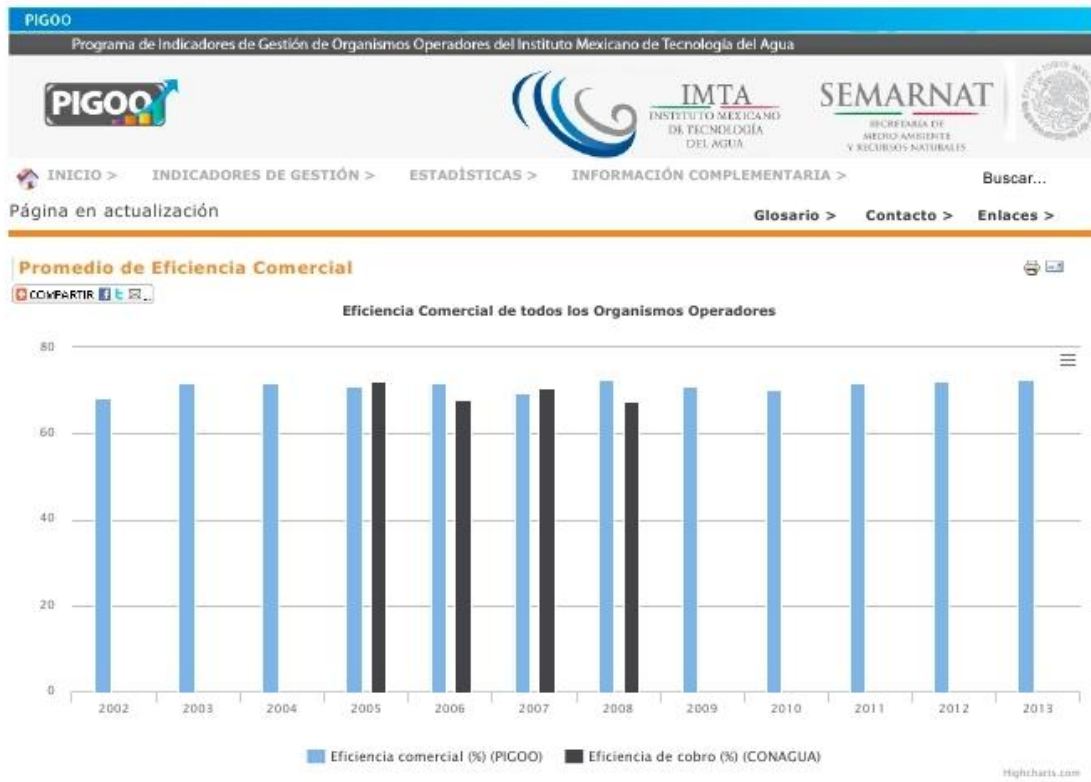 PIGOO
Programa de Indicadores de Gestión de Organismos Operadores del Instituto Mexicano de Tecnología del Agua
PIGOO
IMTA
INSTITUTO MEXICANO
DE TECNOLOGÍA
DEL AGUA
SEMARNAT
SECRETARÍA DE
MEDIO AMBIENTE
Y RECURSOS NATURALES
INICIO > INDICADORES DE GESTIÓN > ESTADÌSTICAS > INFORMACIÓN COMPLEMENTARIA > Buscar...
Página en actualización Glosario > Contacto > Enlaces >
Promedio de Eficiencia Comercial
COMPARTIR
Eficiencia Comercial de todos los Organismos Operadores
80
60
40
20
0
2002 2003 2004 2005 2006 2007 2008 2009 2010 2011 2012 2013
Eficiencia comercial (%) (PIGOO) Eficiencia de cobro (%) (CONAGUA)
Highcharts.com